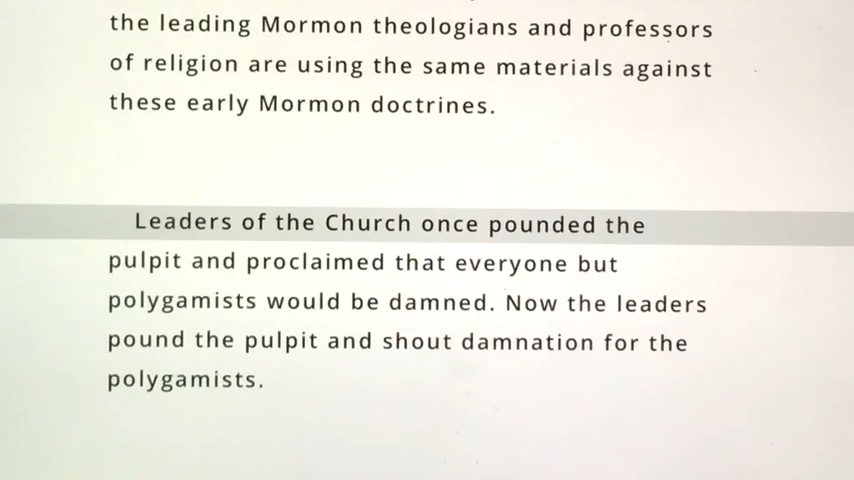 the leading Mormon theologians and professors
of religion are using the same materials against
these early Mormon doctrines.
Leaders of the Church once pounded the
pulpit and proclaimed that everyone but
polygamists would be damned. Now the leaders
pound the pulpit and shout damnation for the
polygamists.